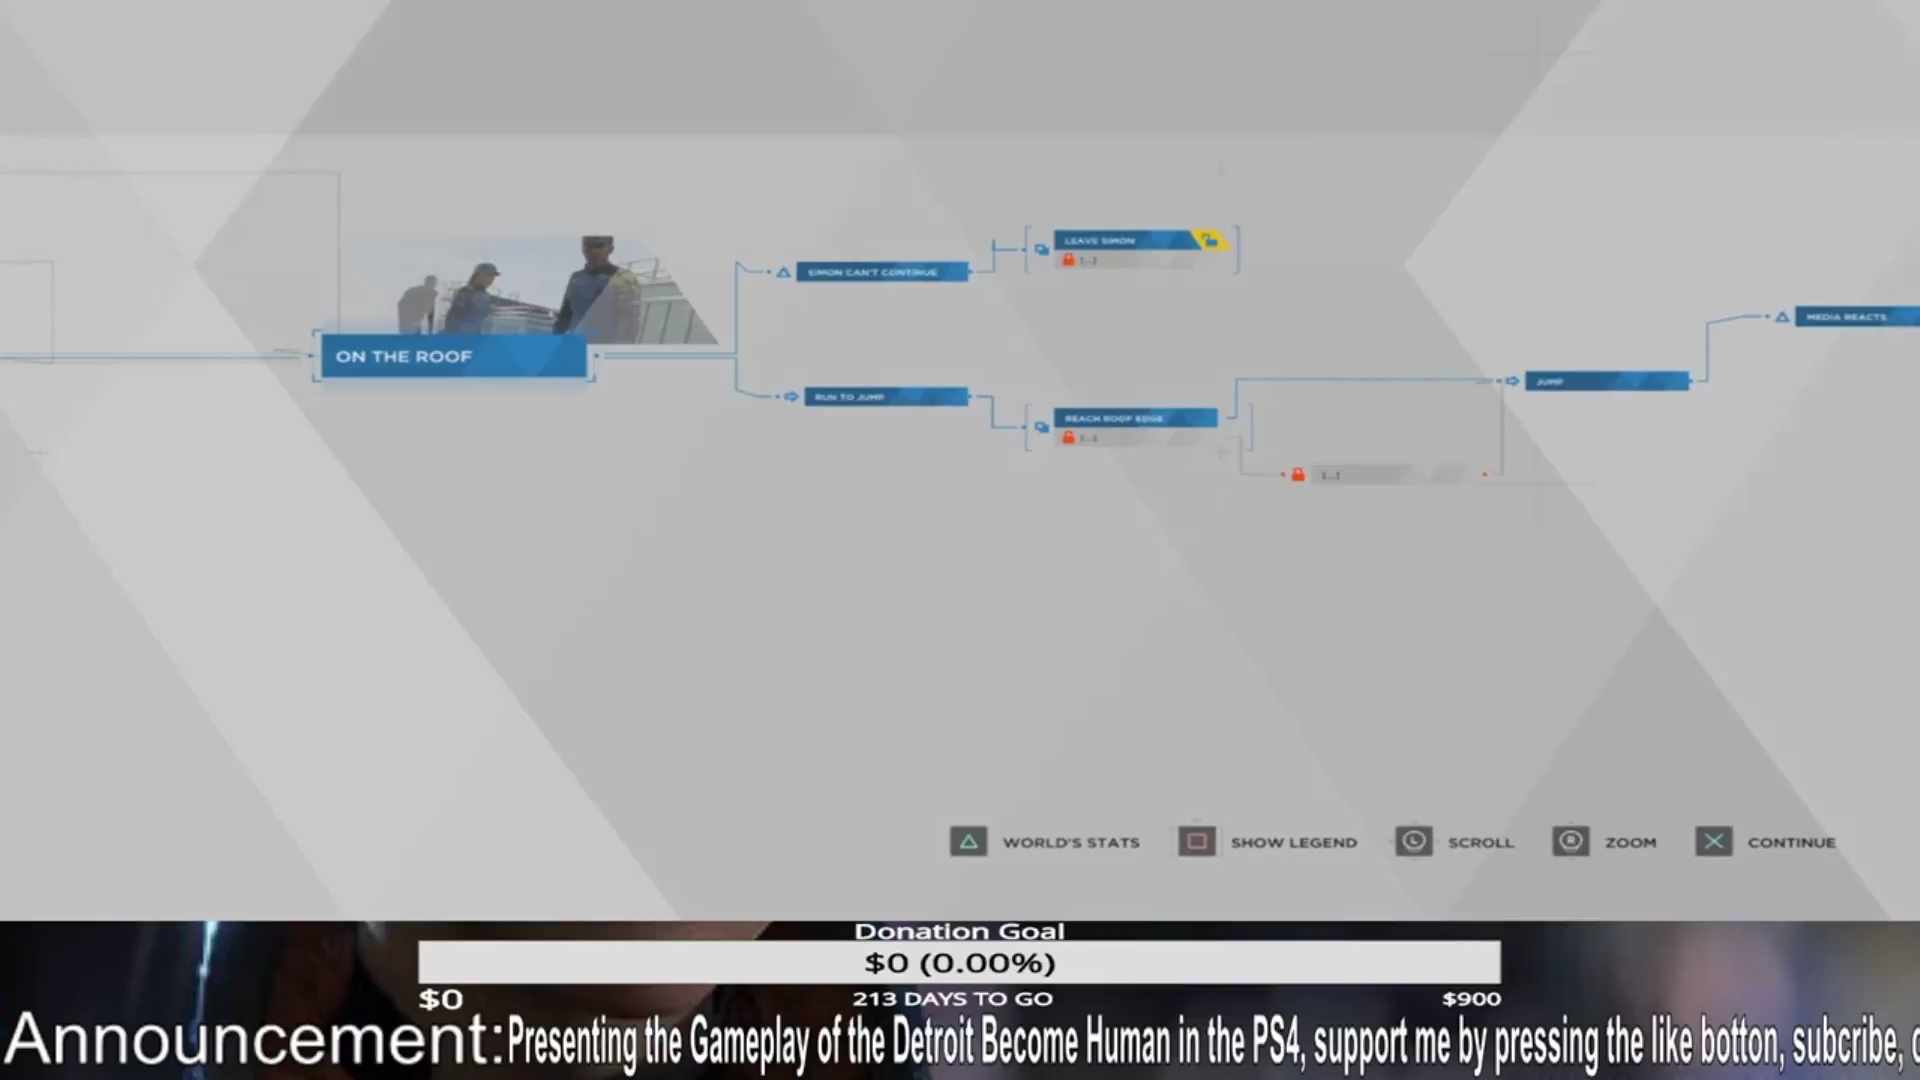 LEAVE SIMON
[...]
SIMON CAN'T CONTINUE
MEDIA REACTS
ON THE ROOF
JUMP
RUN TO JUMP
REACH ROOF EDGE
[...]
[...]
WORLD'S STATS
SHOW LEGEND
L
SCROLL
R
ZOOM
CONTINUE
Donation Goal
$0 (0.00%)
$0
213 DAYS TO GO
$900
Announcement:Presenting the Gameplay of the Detroit Become Human in the PS4, support me by pressing the like botton, subcribe,